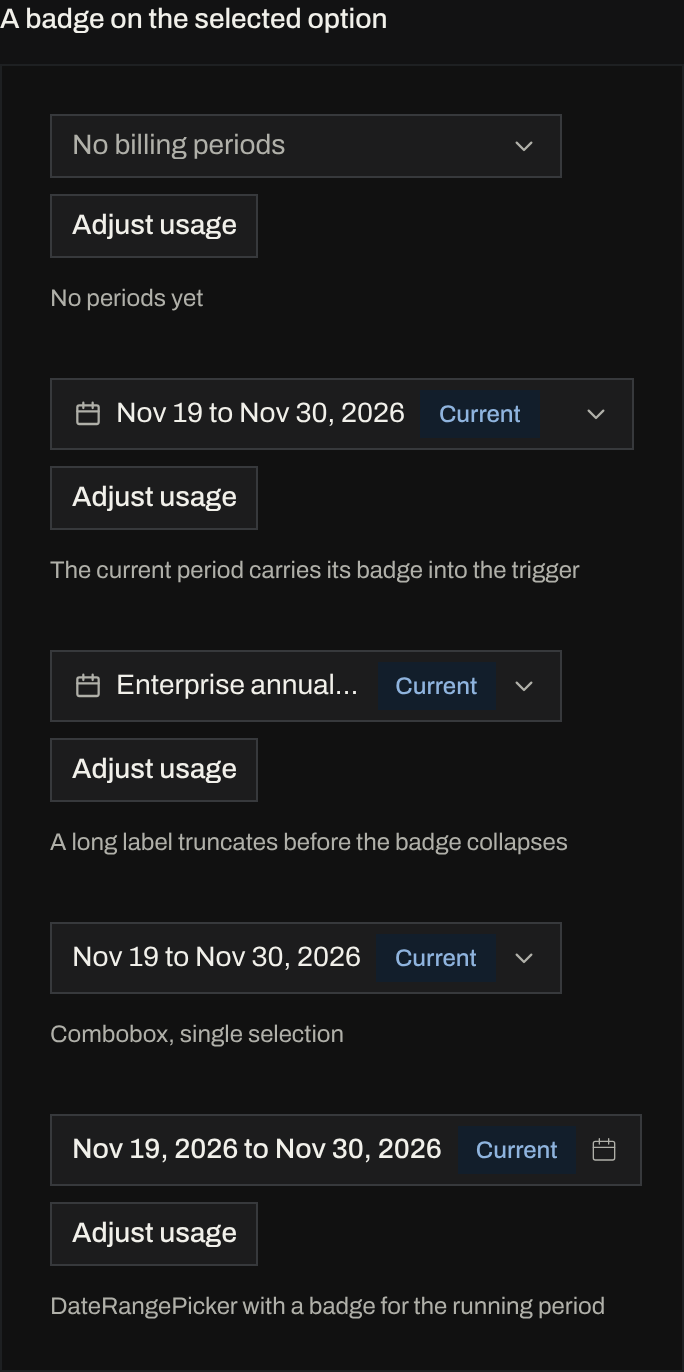 A badge on the selected option
No billing periods
Adjust usage
No periods yet
Nov 19 to Nov 30, 2026 Current
Adjust usage
The current period carries its badge into the trigger
Enterprise annual... Current
Adjust usage
A long label truncates before the badge collapses
Nov 19 to Nov 30, 2026 Current
Combobox, single selection
Nov 19, 2026 to Nov 30, 2026 Current
Adjust usage
DateRangePicker with a badge for the running period